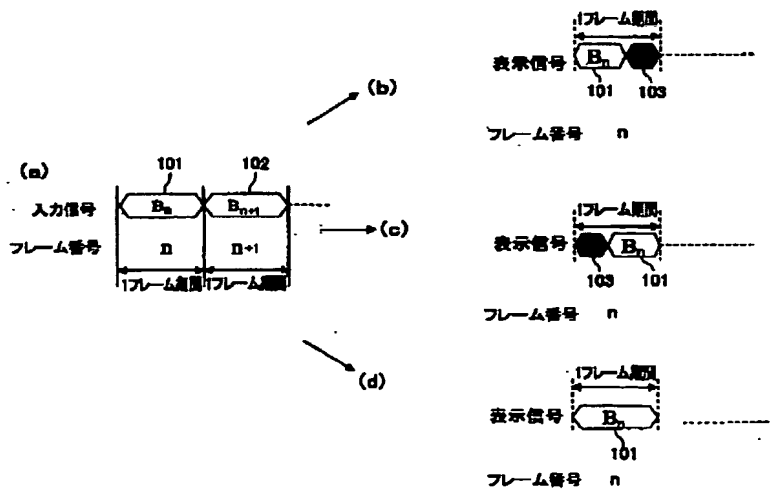 (a)
101
102
入力信号
Bn
Bn+1
フレーム番号
n
n+1
1フレーム期間
1フレーム期間
(b)
1フレーム期間
表示信号
Bn
101
103
フレーム番号 n
(c)
1フレーム期間
表示信号
Bn
103
101
フレーム番号 n
(d)
1フレーム期間
表示信号
Bn
101
フレーム番号 n